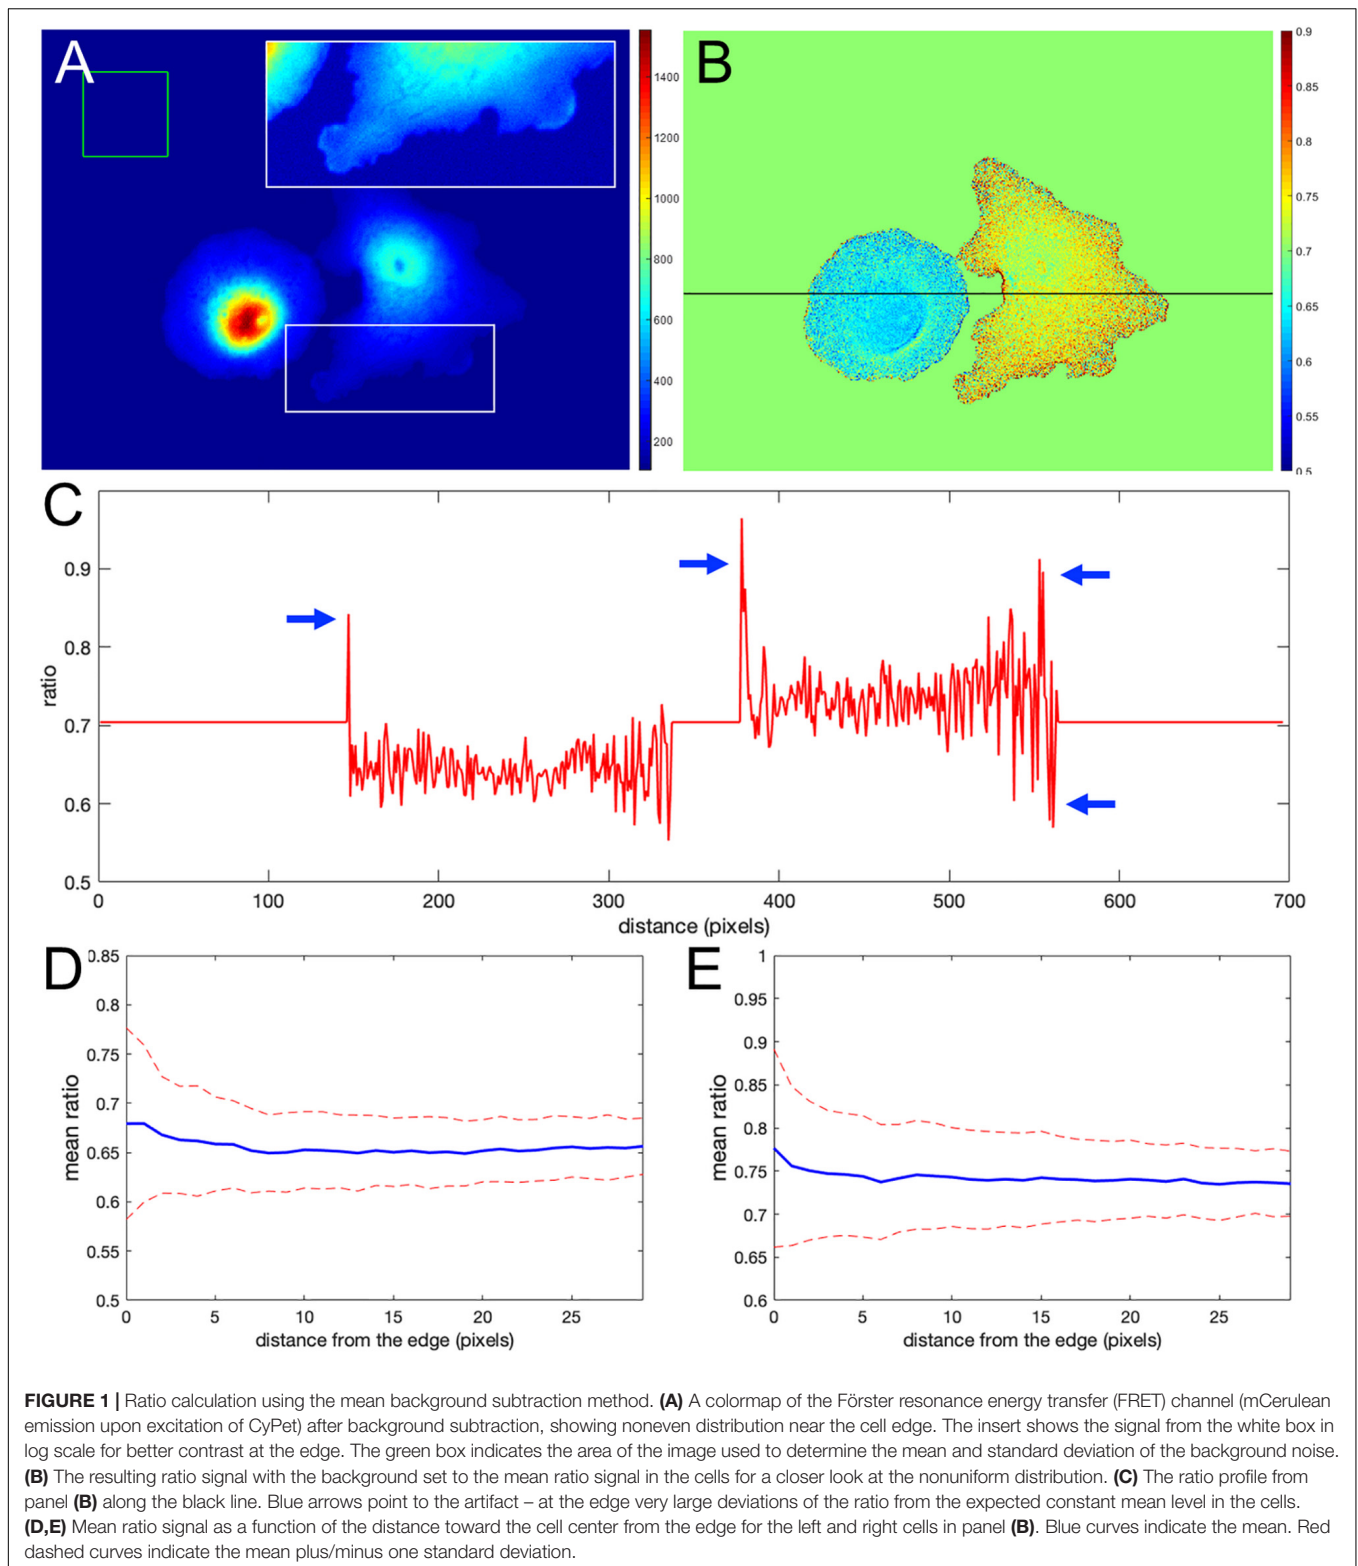 A
B
1400
1200
1000
800
600
400
200
0.9
0.85
0.8
0.75
0.7
0.65
0.6
0.55
0.5
C
0.9
0.8
0.7
0.6
0.5
ratio
0 100 200 300 400 500 600 700
distance (pixels)
D
0.85
0.8
0.75
0.7
0.65
0.6
0.55
0.5
mean ratio
0 5 10 15 20 25
distance from the edge (pixels)
E
1
0.95
0.9
0.85
0.8
0.75
0.7
0.65
0.6
mean ratio
0 5 10 15 20 25
distance from the edge (pixels)
FIGURE 1 | Ratio calculation using the mean background subtraction method. (A) A colormap of the Förster resonance energy transfer (FRET) channel (mCerulean
emission upon excitation of CyPet) after background subtraction, showing noneven distribution near the cell edge. The insert shows the signal from the white box in
log scale for better contrast at the edge. The green box indicates the area of the image used to determine the mean and standard deviation of the background noise.
(B) The resulting ratio signal with the background set to the mean ratio signal in the cells for a closer look at the nonuniform distribution. (C) The ratio profile from
panel (B) along the black line. Blue arrows point to the artifact – at the edge very large deviations of the ratio from the expected constant mean level in the cells.
(D,E) Mean ratio signal as a function of the distance toward the cell center from the edge for the left and right cells in panel (B). Blue curves indicate the mean. Red
dashed curves indicate the mean plus/minus one standard deviation.